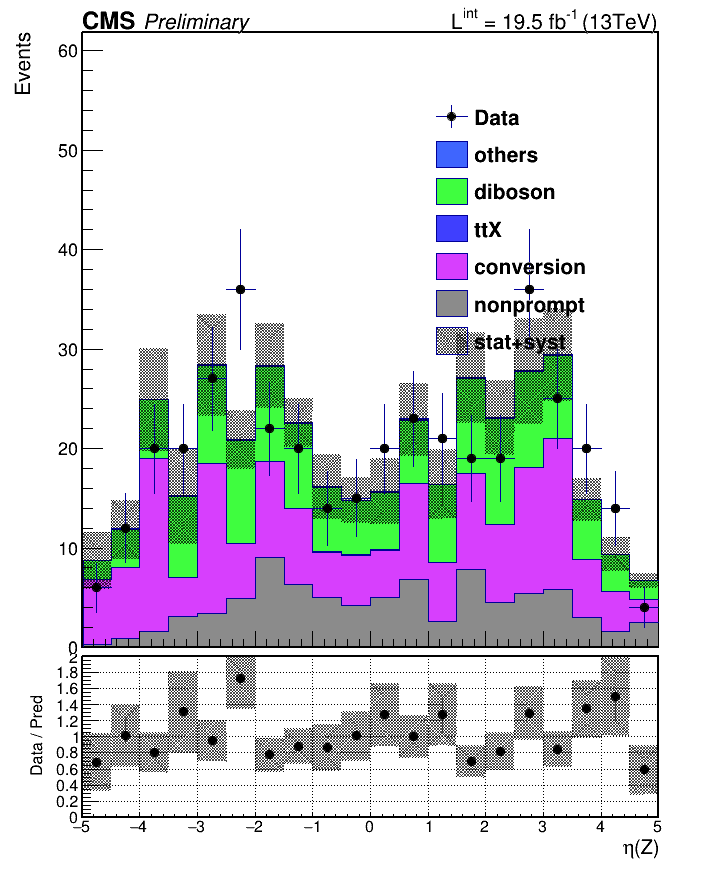 CMS Preliminary
L^int = 19.5 fb^-1 (13TeV)
Events
60
50
40
30
20
10
0
Data
others
diboson
ttX
conversion
nonprompt
stat+syst
Data / Pred
2
1.8
1.6
1.4
1.2
1
0.8
0.6
0.4
0.2
0
−5 −4 −3 −2 −1 0 1 2 3 4 5
η(Z)